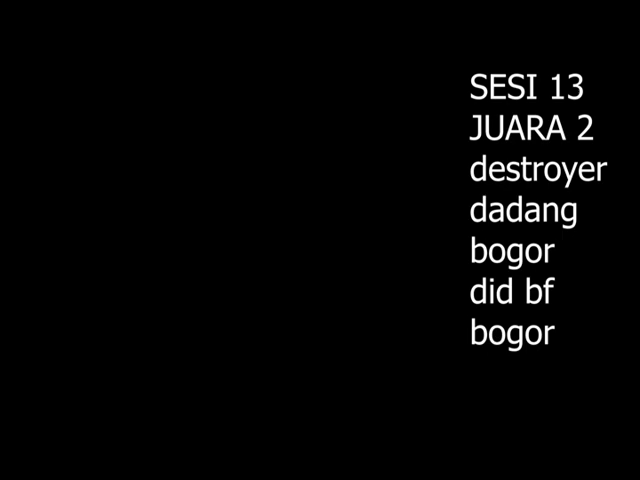 SESI 13
JUARA 2
destroyer
dadang
bogor
did bf
bogor